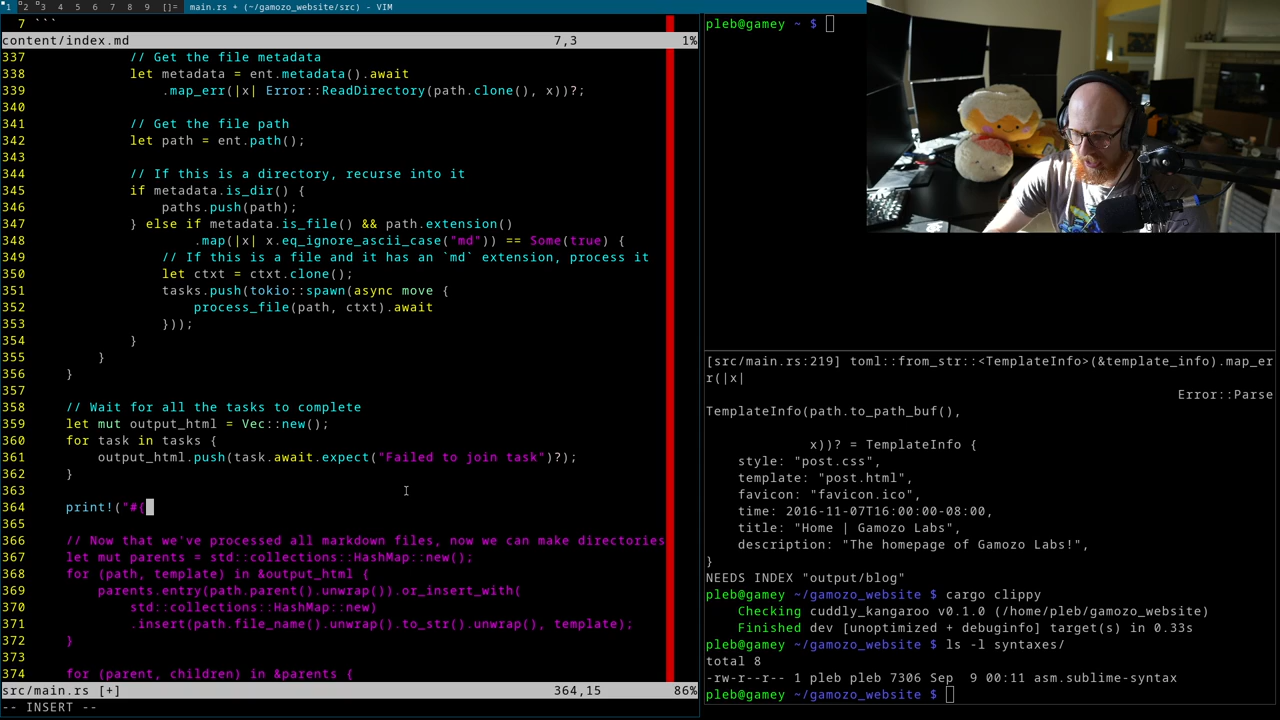 1 2 3 4 5 6 7 8 9 []= main.rs + (~/gamozo_website/src) - VIM
7 ```
content/index.md 7,3 1%
337 // Get the file metadata
338 let metadata = ent.metadata().await
339 .map_err(|x| Error::ReadDirectory(path.clone(), x))?;
340
341 // Get the file path
342 let path = ent.path();
343
344 // If this is a directory, recurse into it
345 if metadata.is_dir() {
346 paths.push(path);
347 } else if metadata.is_file() && path.extension()
348 .map(|x| x.eq_ignore_ascii_case("md")) == Some(true) {
349 // If this is a file and it has an `md` extension, process it
350 let ctxt = ctxt.clone();
351 tasks.push(tokio::spawn(async move {
352 process_file(path, ctxt).await
353 }));
354 }
355 }
356 }
357
358 // Wait for all the tasks to complete
359 let mut output_html = Vec::new();
360 for task in tasks {
361 output_html.push(task.await.expect("Failed to join task")?);
362 }
363
364 print!("#{
365
366 // Now that we've processed all markdown files, now we can make directories
367 let mut parents = std::collections::HashMap::new();
368 for (path, template) in &output_html {
369 parents.entry(path.parent().unwrap()).or_insert_with(
370 std::collections::HashMap::new)
371 .insert(path.file_name().unwrap().to_str().unwrap(), template);
372 }
373
374 for (parent, children) in &parents {
src/main.rs [+] 364,15 86%
-- INSERT --
pleb@gamey ~ $
[src/main.rs:219] toml::from_str::<TemplateInfo>(&template_info).map_er
r(|x|
Error::Parse
TemplateInfo(path.to_path_buf(),
x))? = TemplateInfo {
style: "post.css",
template: "post.html",
favicon: "favicon.ico",
time: 2016-11-07T16:00:00-08:00,
title: "Home | Gamozo Labs",
description: "The homepage of Gamozo Labs!",
}
NEEDS INDEX "output/blog"
pleb@gamey ~/gamozo_website $ cargo clippy
Checking cuddly_kangaroo v0.1.0 (/home/pleb/gamozo_website)
Finished dev [unoptimized + debuginfo] target(s) in 0.33s
pleb@gamey ~/gamozo_website $ ls -l syntaxes/
total 8
-rw-r--r-- 1 pleb pleb 7306 Sep 9 00:11 asm.sublime-syntax
pleb@gamey ~/gamozo_website $